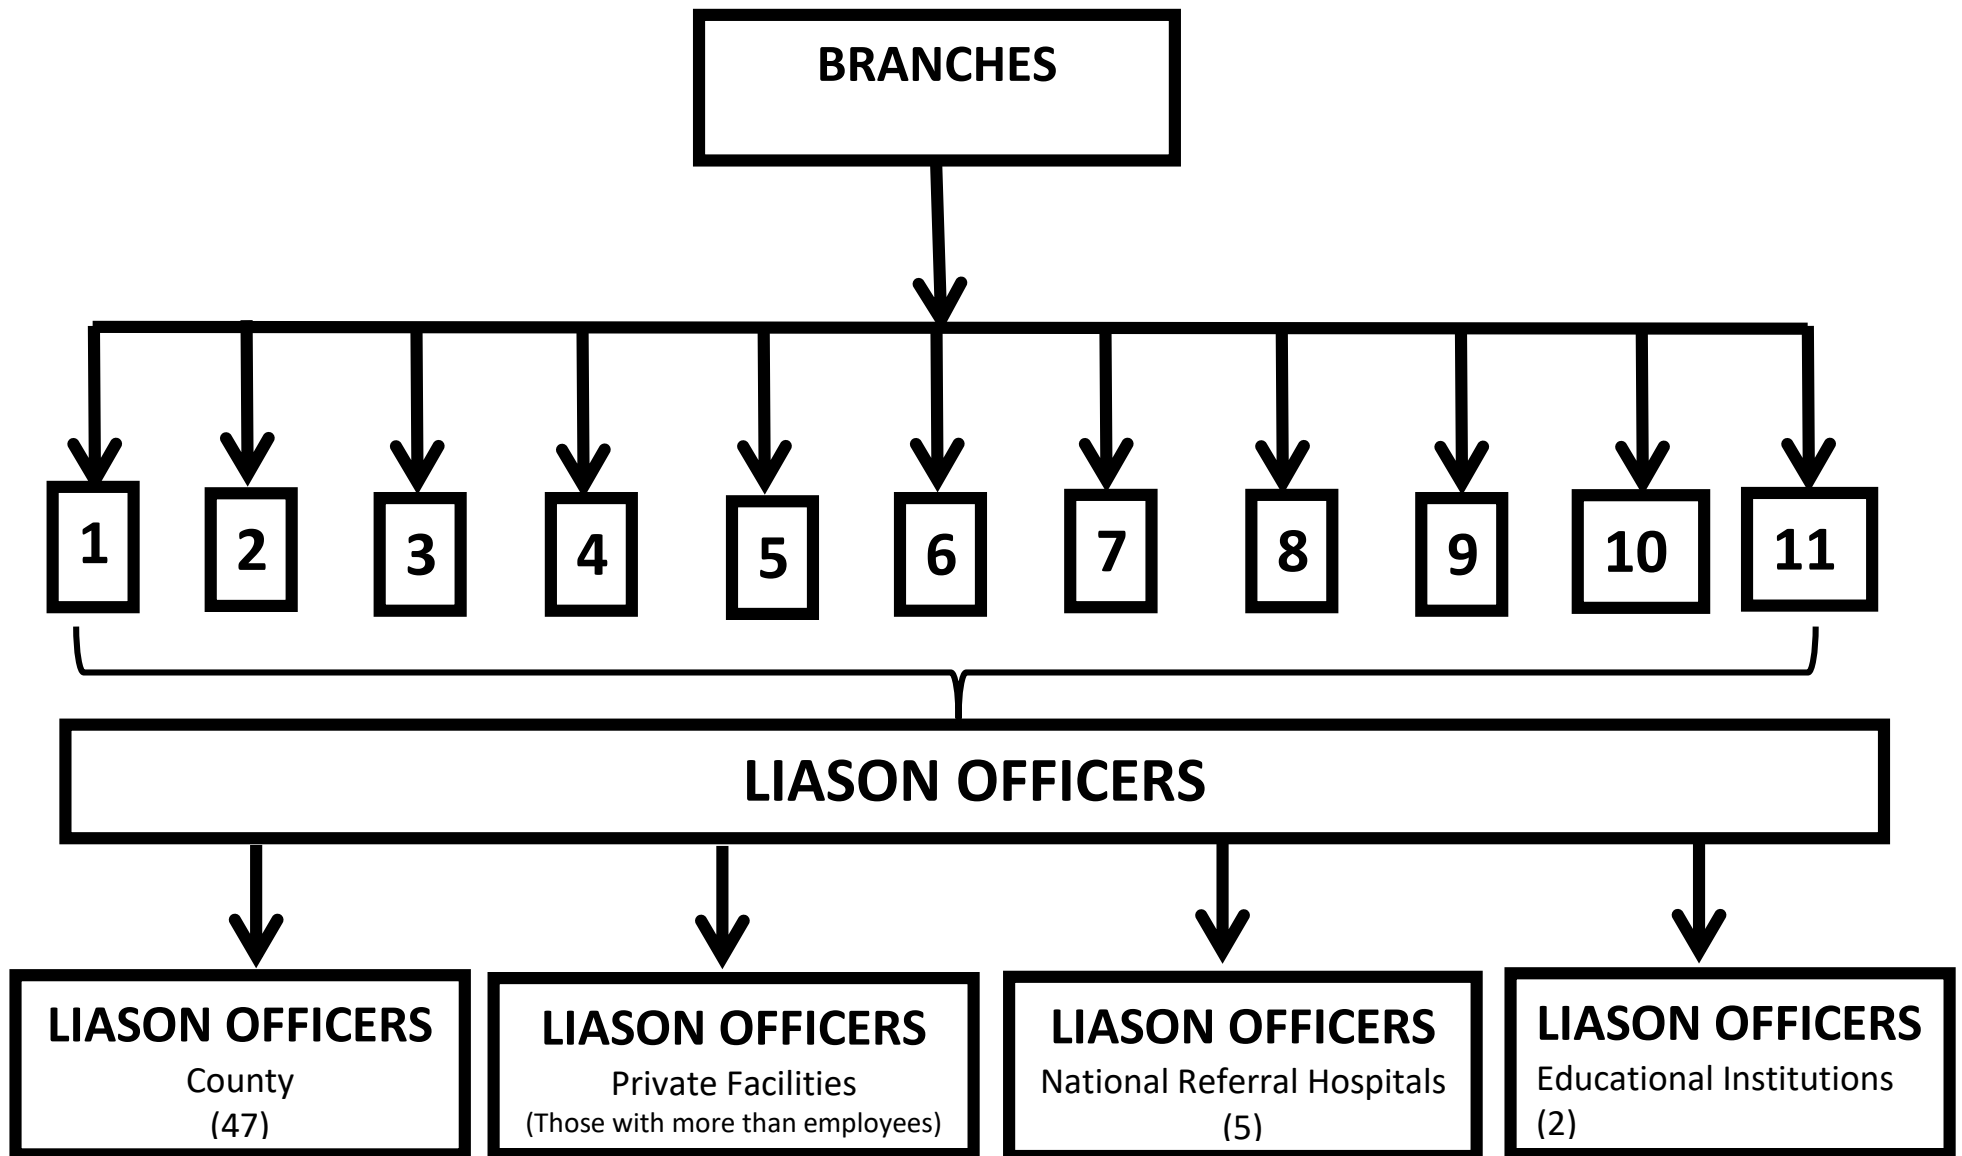 BRANCHES
1
2
3
4
5
6
7
8
9
10
11
LIASON OFFICERS
LIASON OFFICERS
County
(47)
LIASON OFFICERS
Private Facilities
(Those with more than employees)
LIASON OFFICERS
National Referral Hospitals
(5)
LIASON OFFICERS
Educational Institutions
(2)